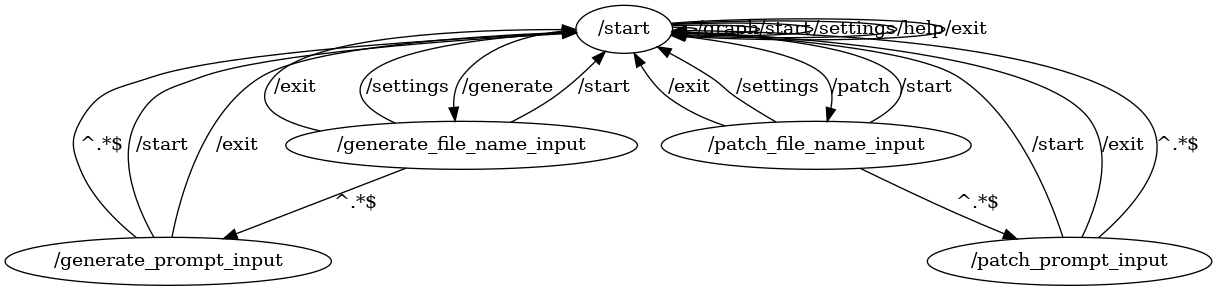 /start
/graph
/start
/settings
/help
/exit
/exit
/settings
/generate
/start
/exit
/settings
/patch
/start
/generate_file_name_input
/patch_file_name_input
^.*$
/start
/exit
^.*$
^.*$
/start
/exit
^.*$
/generate_prompt_input
/patch_prompt_input